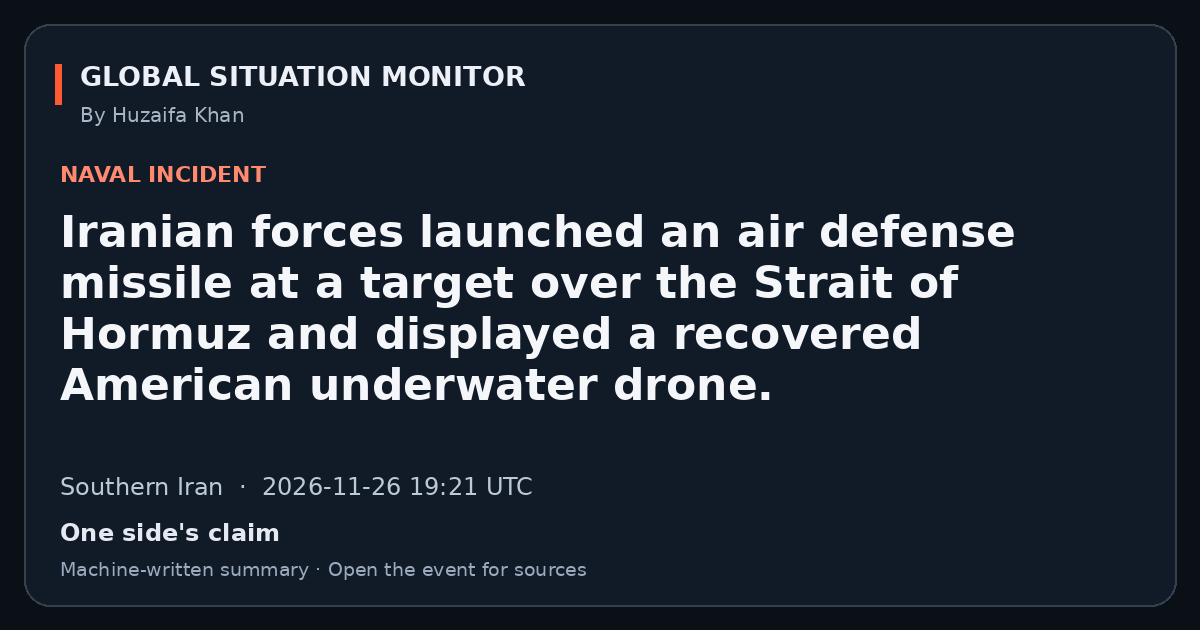 GLOBAL SITUATION MONITOR
By Huzaifa Khan
NAVAL INCIDENT
Iranian forces launched an air defense
missile at a target over the Strait of
Hormuz and displayed a recovered
American underwater drone.
Southern Iran · 2026-11-26 19:21 UTC
One side's claim
Machine-written summary · Open the event for sources